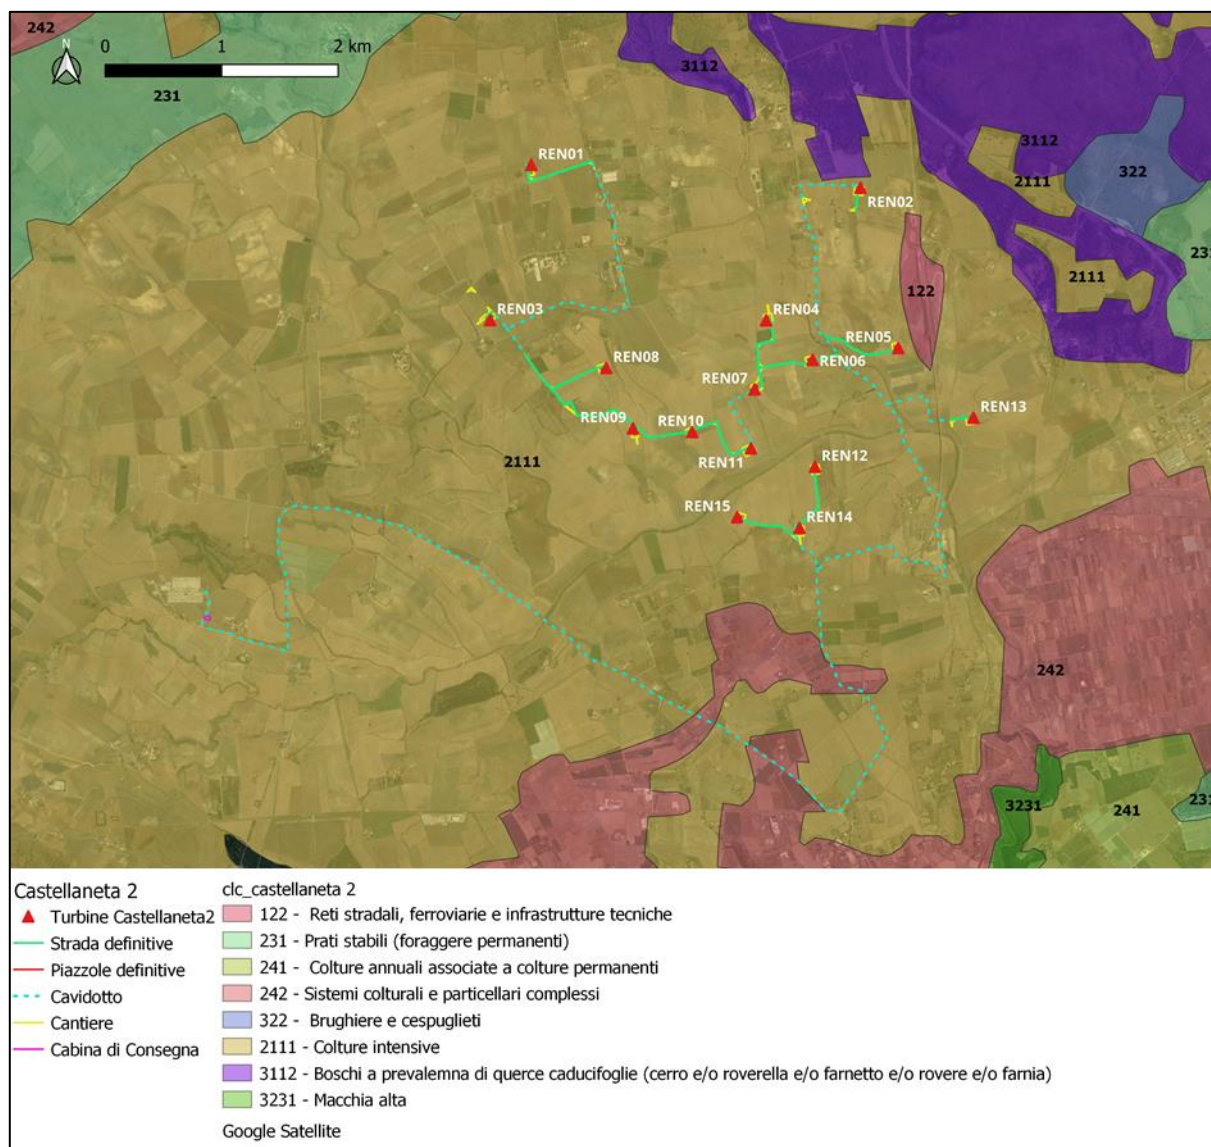 242
N
0 1 2 km
231
3112
REN01
3112
322
2111
REN02
231
2111
122
REN03
REN04
REN05
REN06
REN08
REN07
REN13
REN09
REN10
REN11
REN12
2111
REN15
REN14
242
3231
241
231
Castellaneta 2
Turbine Castellaneta2
Strada definitive
Piazzole definitive
Cavidotto
Cantiere
Cabina di Consegna
clc_castellaneta 2
122 - Reti stradali, ferroviarie e infrastrutture tecniche
231 - Prati stabili (foraggere permanenti)
241 - Colture annuali associate a colture permanenti
242 - Sistemi colturali e particellari complessi
322 - Brughiere e cespuglieti
2111 - Colture intensive
3112 - Boschi a prevalemna di querce caducifoglie (cerro e/o roverella e/o farnetto e/o rovere e/o farnia)
3231 - Macchia alta
Google Satellite